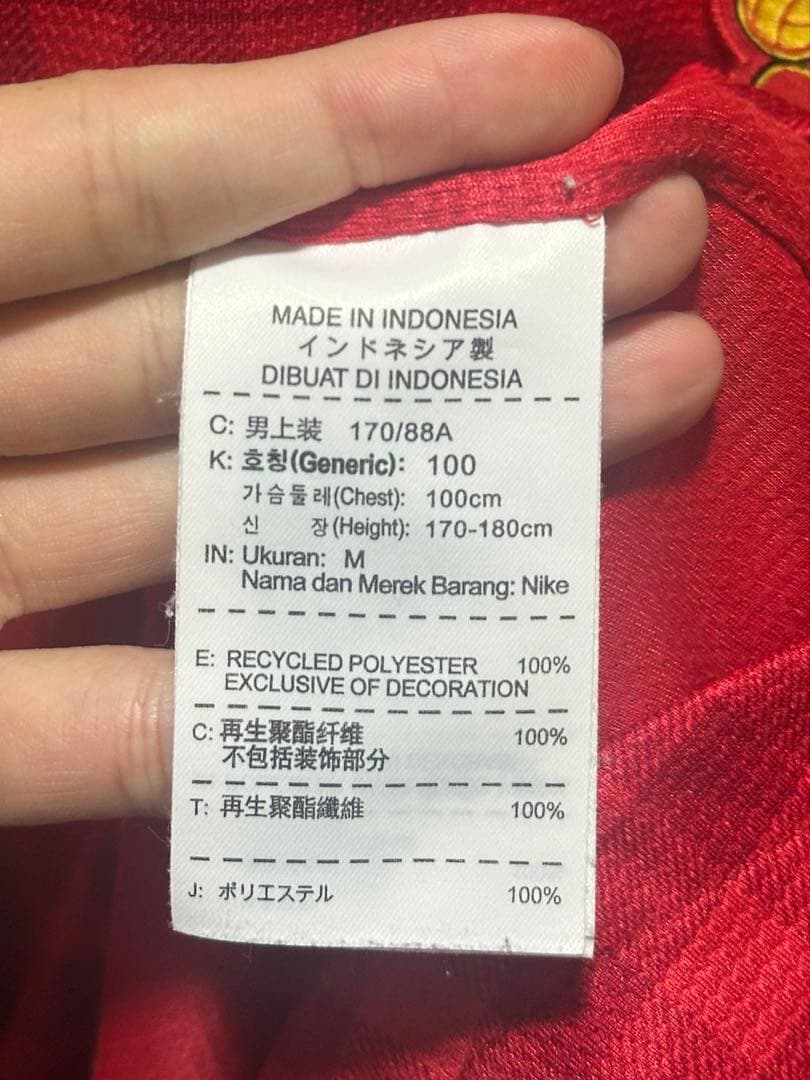 MADE IN INDONESIA
インドネシア製
DIBUAT DI INDONESIA
C: 男上装 170/88A
K: 호칭(Generic): 100
가슴둘레(Chest): 100cm
신 장(Height): 170-180cm
IN: Ukuran: M
Nama dan Merek Barang: Nike
E: RECYCLED POLYESTER 100%
EXCLUSIVE OF DECORATION
C: 再生聚酯纤维 100%
不包括装饰部分
T: 再生聚酯纖維 100%
J: ポリエステル 100%